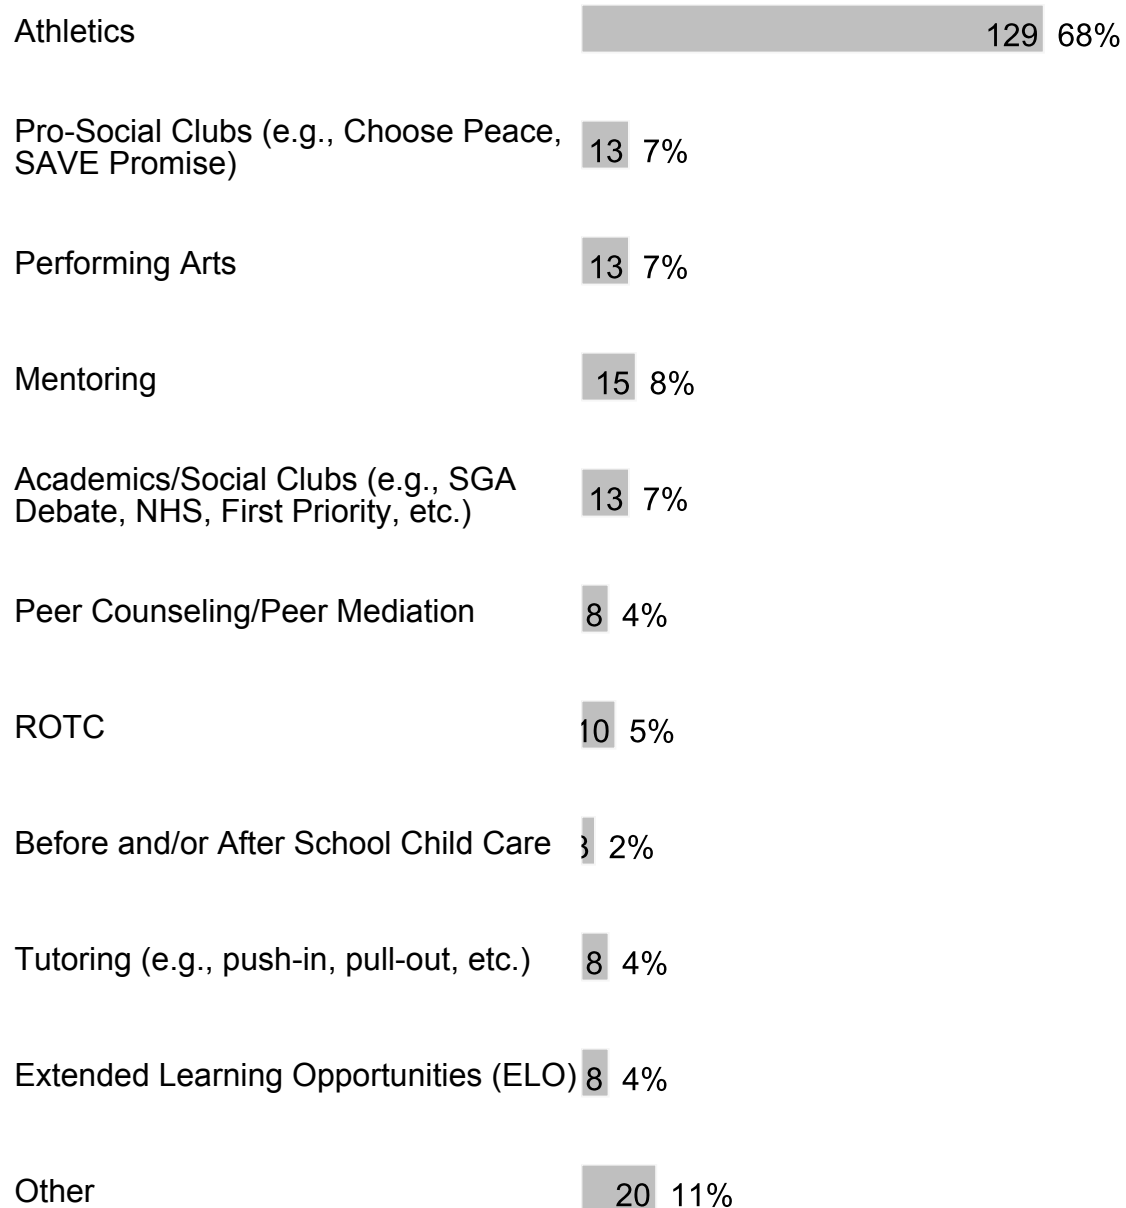 Athletics 129 68%
Pro-Social Clubs (e.g., Choose Peace,
SAVE Promise) 13 7%
Performing Arts 13 7%
Mentoring 15 8%
Academics/Social Clubs (e.g., SGA
Debate, NHS, First Priority, etc.) 13 7%
Peer Counseling/Peer Mediation 8 4%
ROTC 10 5%
Before and/or After School Child Care 3 2%
Tutoring (e.g., push-in, pull-out, etc.) 8 4%
Extended Learning Opportunities (ELO) 8 4%
Other 20 11%